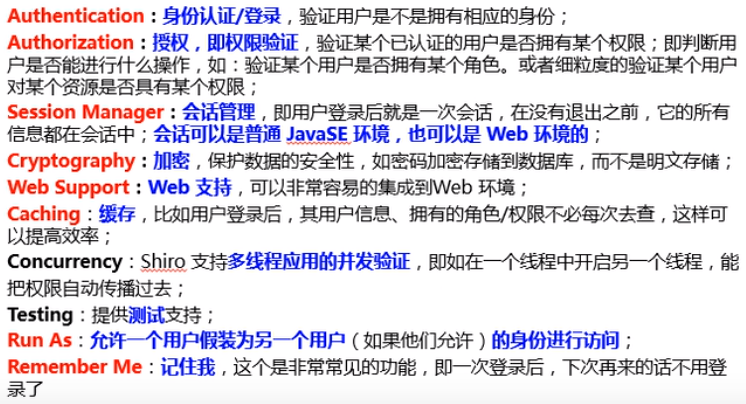 Authentication：身份认证/登录，验证用户是不是拥有相应的身份；
Authorization：授权，即权限验证，验证某个已认证的用户是否拥有某个权限；即判断用
户是否能进行什么操作，如：验证某个用户是否拥有某个角色。或者细粒度的验证某个用户
对某个资源是否具有某个权限；
Session Manager：会话管理，即用户登录后就是一次会话，在没有退出之前，它的所有
信息都在会话中；会话可以是普通 JavaSE 环境，也可以是 Web 环境的；
Cryptography：加密，保护数据的安全性，如密码加密存储到数据库，而不是明文存储；
Web Support：Web 支持，可以非常容易的集成到Web 环境；
Caching：缓存，比如用户登录后，其用户信息、拥有的角色/权限不必每次去查，这样可
以提高效率；
Concurrency：Shiro 支持多线程应用的并发验证，即如在一个线程中开启另一个线程，能
把权限自动传播过去；
Testing：提供测试支持；
Run As：允许一个用户假装为另一个用户（如果他们允许）的身份进行访问；
Remember Me：记住我，这个是非常常见的功能，即一次登录后，下次再来的话不用登
录了